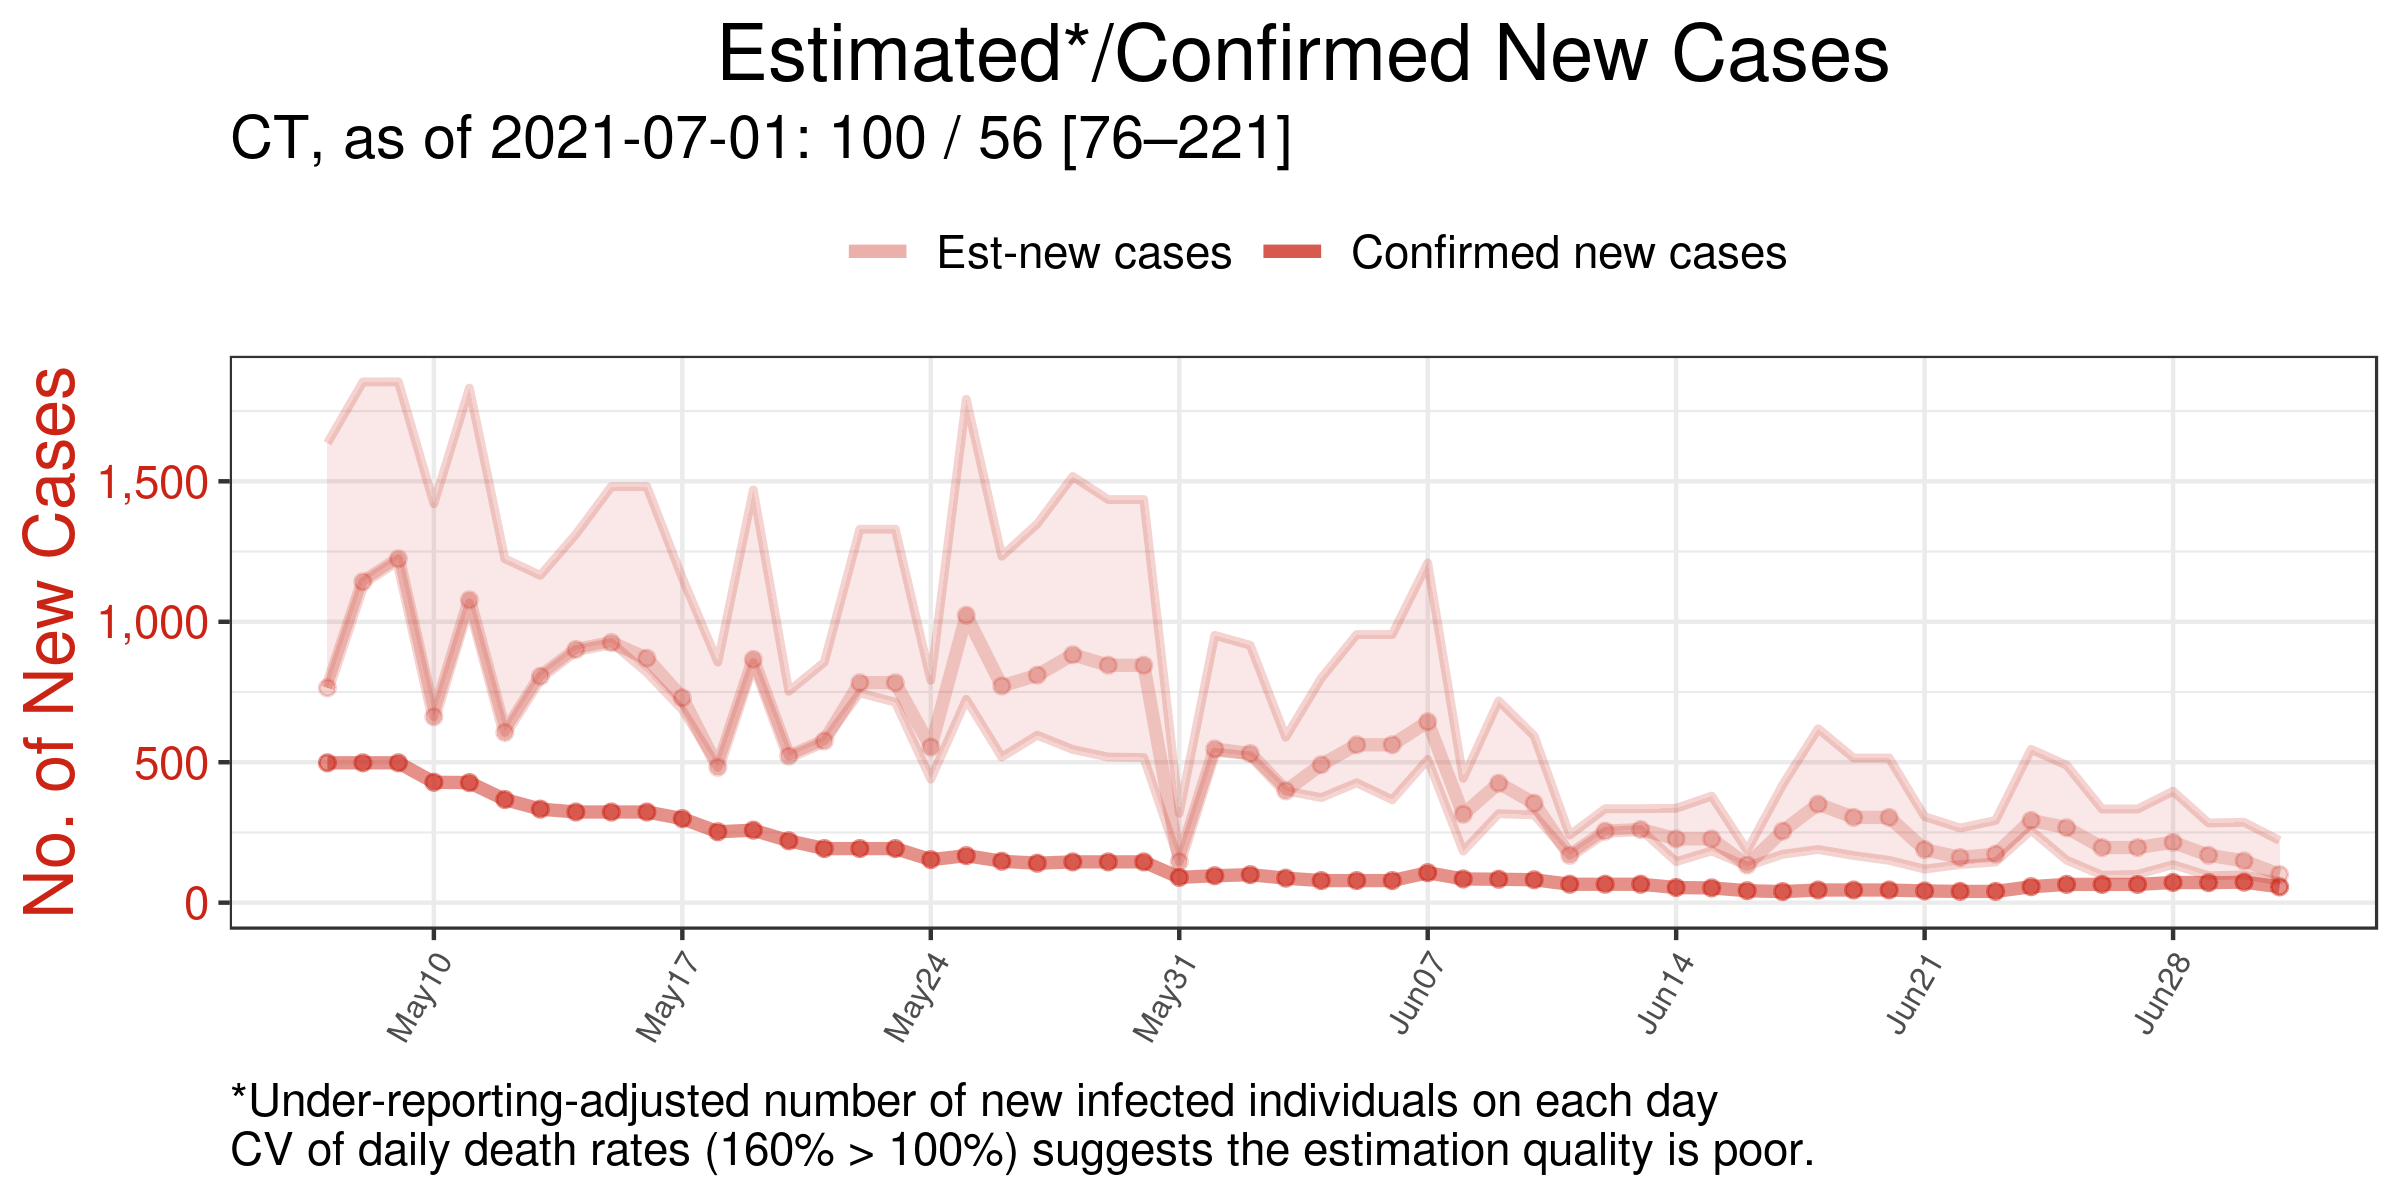 Estimated*/Confirmed New Cases
CT, as of 2021-07-01: 100 / 56 [76–221]
Est-new cases Confirmed new cases
No. of New Cases
1,500
1,000
500
0
May10 May17 May24 May31 Jun07 Jun14 Jun21 Jun28
*Under-reporting-adjusted number of new infected individuals on each day
CV of daily death rates (160% > 100%) suggests the estimation quality is poor.